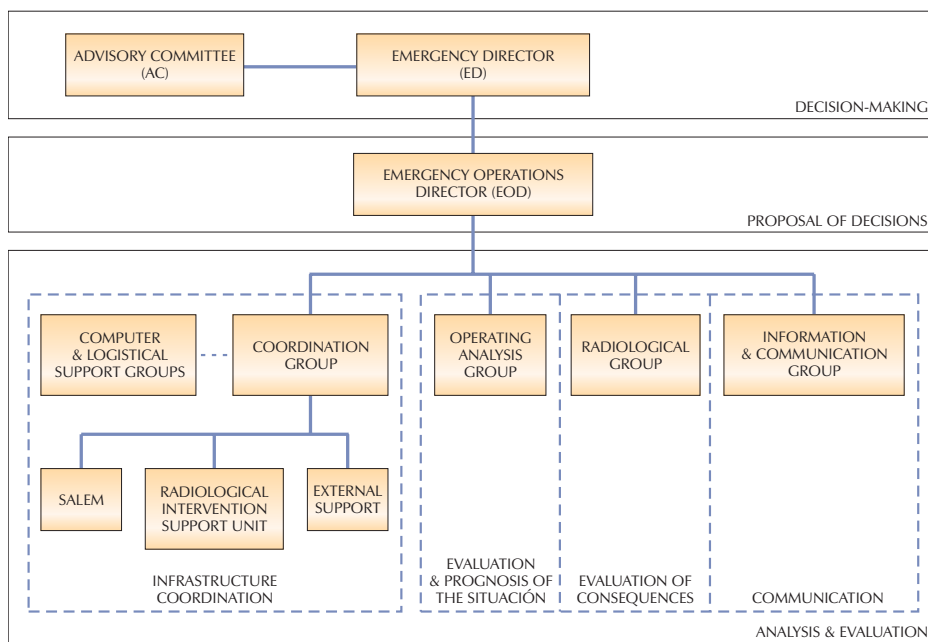 ADVISORY COMMITTEE
(AC)
EMERGENCY DIRECTOR
(ED)
DECISION-MAKING
EMERGENCY OPERATIONS
DIRECTOR (EOD)
PROPOSAL OF DECISIONS
COMPUTER
& LOGISTICAL
SUPPORT GROUPS
COORDINATION
GROUP
OPERATING
ANALYSIS
GROUP
RADIOLOGICAL
GROUP
INFORMATION
& COMMUNICATION
GROUP
SALEM
RADIOLOGICAL
INTERVENTION
SUPPORT UNIT
EXTERNAL
SUPPORT
INFRASTRUCTURE
COORDINATION
EVALUATION
& PROGNOSIS OF
THE SITUACIÓN
EVALUATION OF
CONSEQUENCES
COMMUNICATION
ANALYSIS & EVALUATION